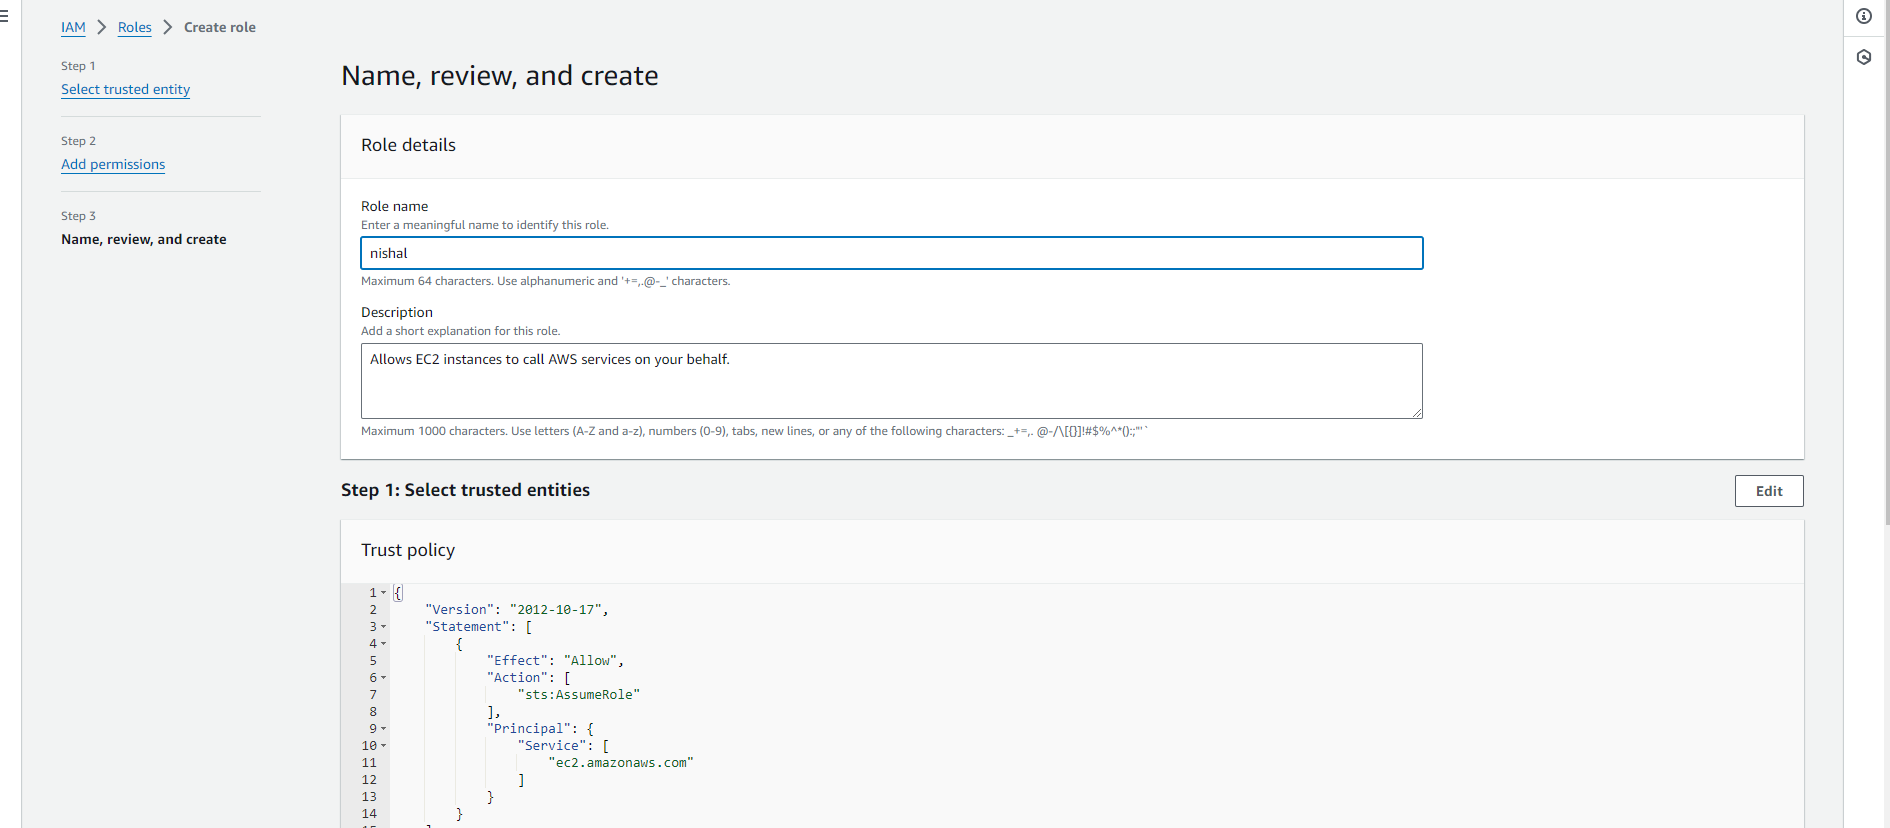 IAM > Roles > Create role
Step 1
Select trusted entity
Step 2
Add permissions
Step 3
Name, review, and create
Name, review, and create
Role details
Role name
Enter a meaningful name to identify this role.
nishal
Maximum 64 characters. Use alphanumeric and '+=,.@-_' characters.
Description
Add a short explanation for this role.
Allows EC2 instances to call AWS services on your behalf.
Maximum 1000 characters. Use letters (A-Z and a-z), numbers (0-9), tabs, new lines, or any of the following characters: _+=,. @-/\[{}]!#$%^*();:"'`
Step 1: Select trusted entities
Edit
Trust policy
1 {
2     "Version": "2012-10-17",
3     "Statement": [
4         {
5             "Effect": "Allow",
6             "Action": [
7                 "sts:AssumeRole"
8             ],
9             "Principal": {
10                 "Service": [
11                     "ec2.amazonaws.com"
12                 ]
13             }
14         }